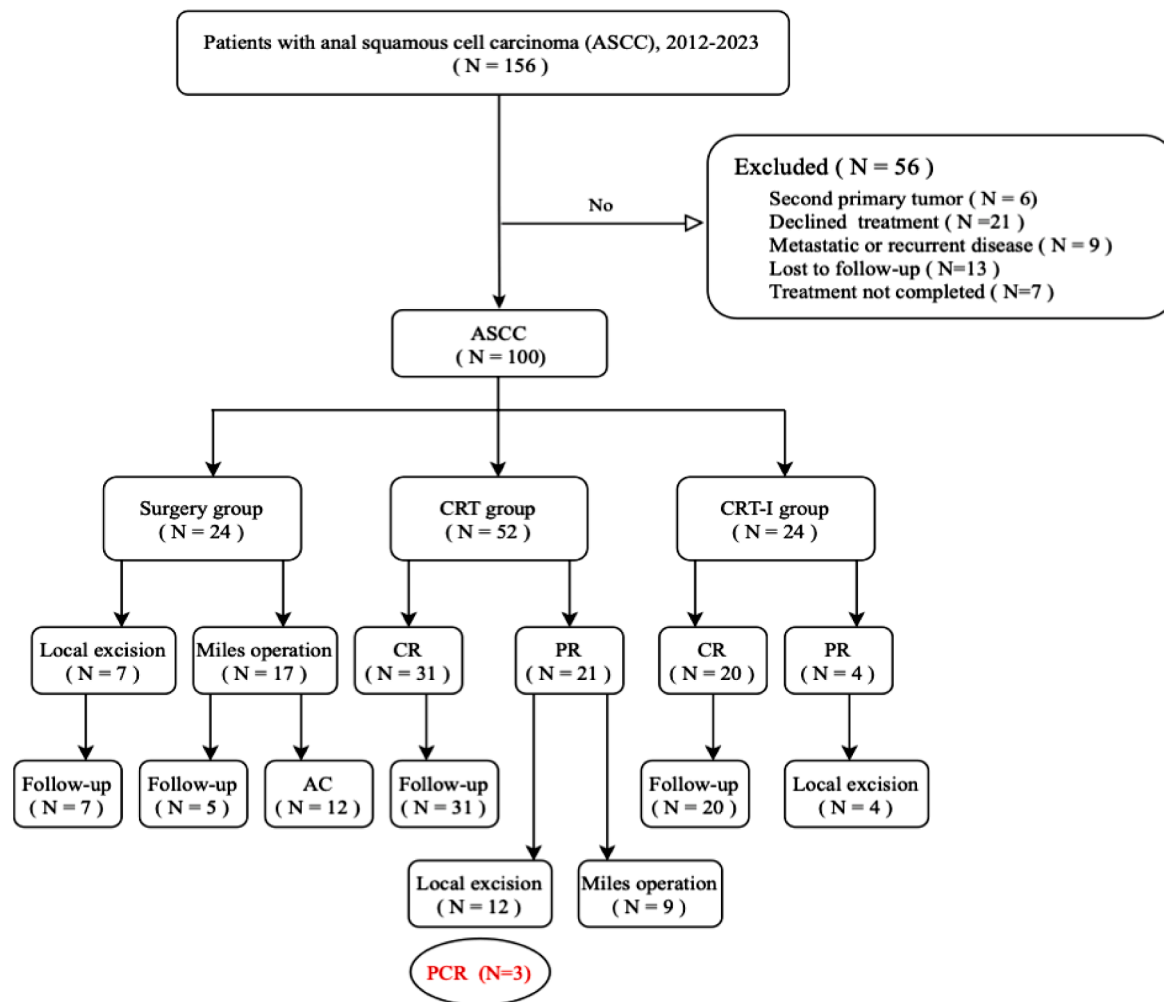 Patients with anal squamous cell carcinoma (ASCC), 2012-2023
( N = 156 )
Excluded ( N = 56 )
Second primary tumor ( N = 6)
Declined treatment ( N =21 )
Metastatic or recurrent disease ( N = 9 )
Lost to follow-up ( N=13 )
Treatment not completed ( N=7 )
No
ASCC
( N = 100)
Surgery group
( N = 24 )
CRT group
( N = 52 )
CRT-I group
( N = 24 )
Local excision
( N = 7 )
Miles operation
( N = 17 )
CR
( N = 31 )
PR
( N = 21 )
CR
( N = 20 )
PR
( N = 4 )
Follow-up
( N = 7 )
Follow-up
( N = 5 )
AC
( N = 12 )
Follow-up
( N = 31 )
Follow-up
( N = 20 )
Local excision
( N = 4 )
Local excision
( N = 12 )
Miles operation
( N = 9 )
PCR (N=3)